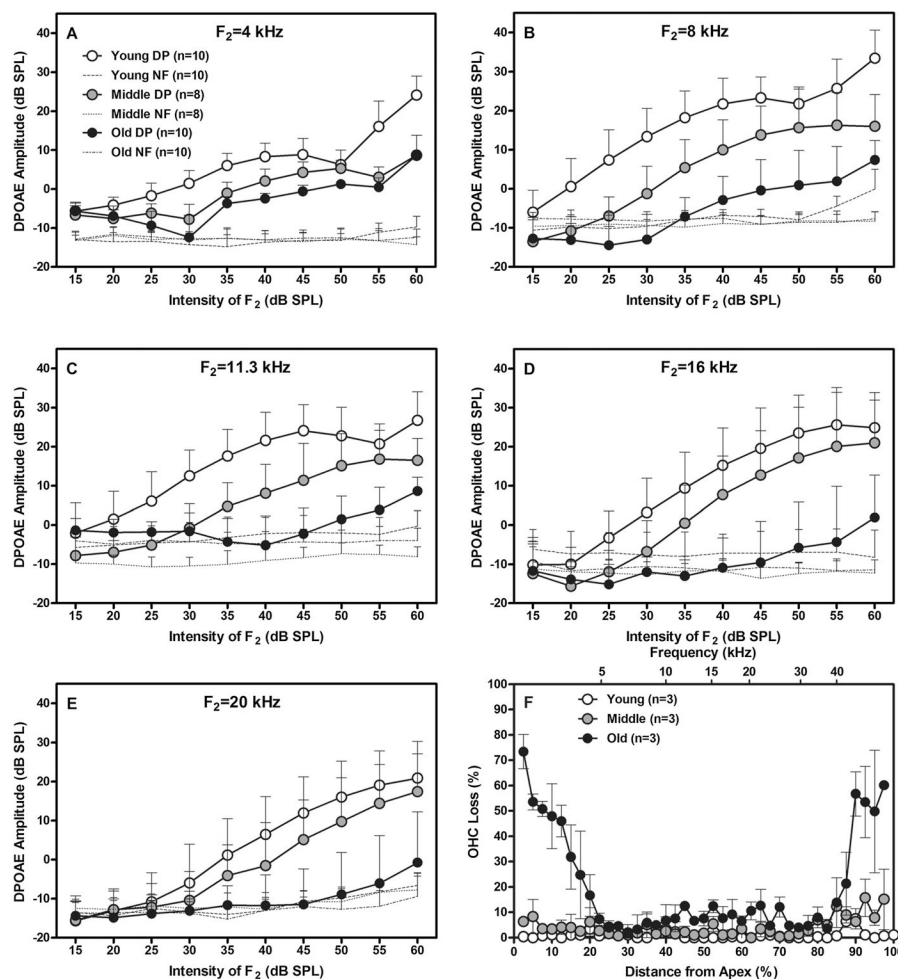 A
F₂=4 kHz
Young DP (n=10)
Young NF (n=10)
Middle DP (n=8)
Middle NF (n=8)
Old DP (n=10)
Old NF (n=10)
DPOAE Amplitude (dB SPL)
40
30
20
10
0
-10
-20
15 20 25 30 35 40 45 50 55 60
Intensity of F₂ (dB SPL)
B
F₂=8 kHz
DPOAE Amplitude (dB SPL)
40
30
20
10
0
-10
-20
15 20 25 30 35 40 45 50 55 60
Intensity of F₂ (dB SPL)
C
F₂=11.3 kHz
DPOAE Amplitude (dB SPL)
40
30
20
10
0
-10
-20
15 20 25 30 35 40 45 50 55 60
Intensity of F₂ (dB SPL)
D
F₂=16 kHz
DPOAE Amplitude (dB SPL)
40
30
20
10
0
-10
-20
15 20 25 30 35 40 45 50 55 60
Intensity of F₂ (dB SPL)
E
F₂=20 kHz
DPOAE Amplitude (dB SPL)
40
30
20
10
0
-10
-20
15 20 25 30 35 40 45 50 55 60
Intensity of F₂ (dB SPL)
Frequency (kHz)
5 10 15 20 30 40
F
Young (n=3)
Middle (n=3)
Old (n=3)
OHC Loss (%)
100
90
80
70
60
50
40
30
20
10
0
0 10 20 30 40 50 60 70 80 90 100
Distance from Apex (%)